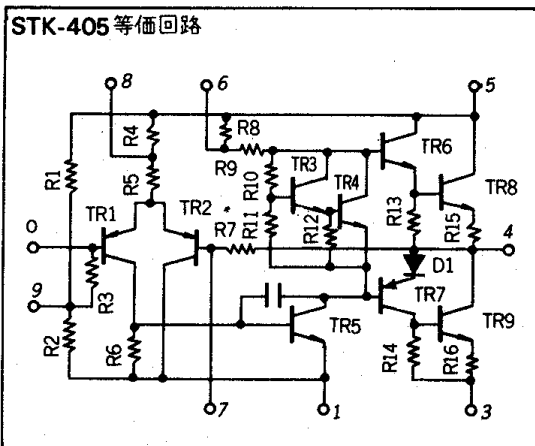 STK-405等価回路
8
6
5
R4
R8
TR6
R1
R5
R9
R10
TR3
TR4
TR8
TR1
TR2
R11
R12
R13
R15
0
R7
4
R3
D1
9
TR7
TR5
TR9
R2
R6
R14
R16
7
1
3